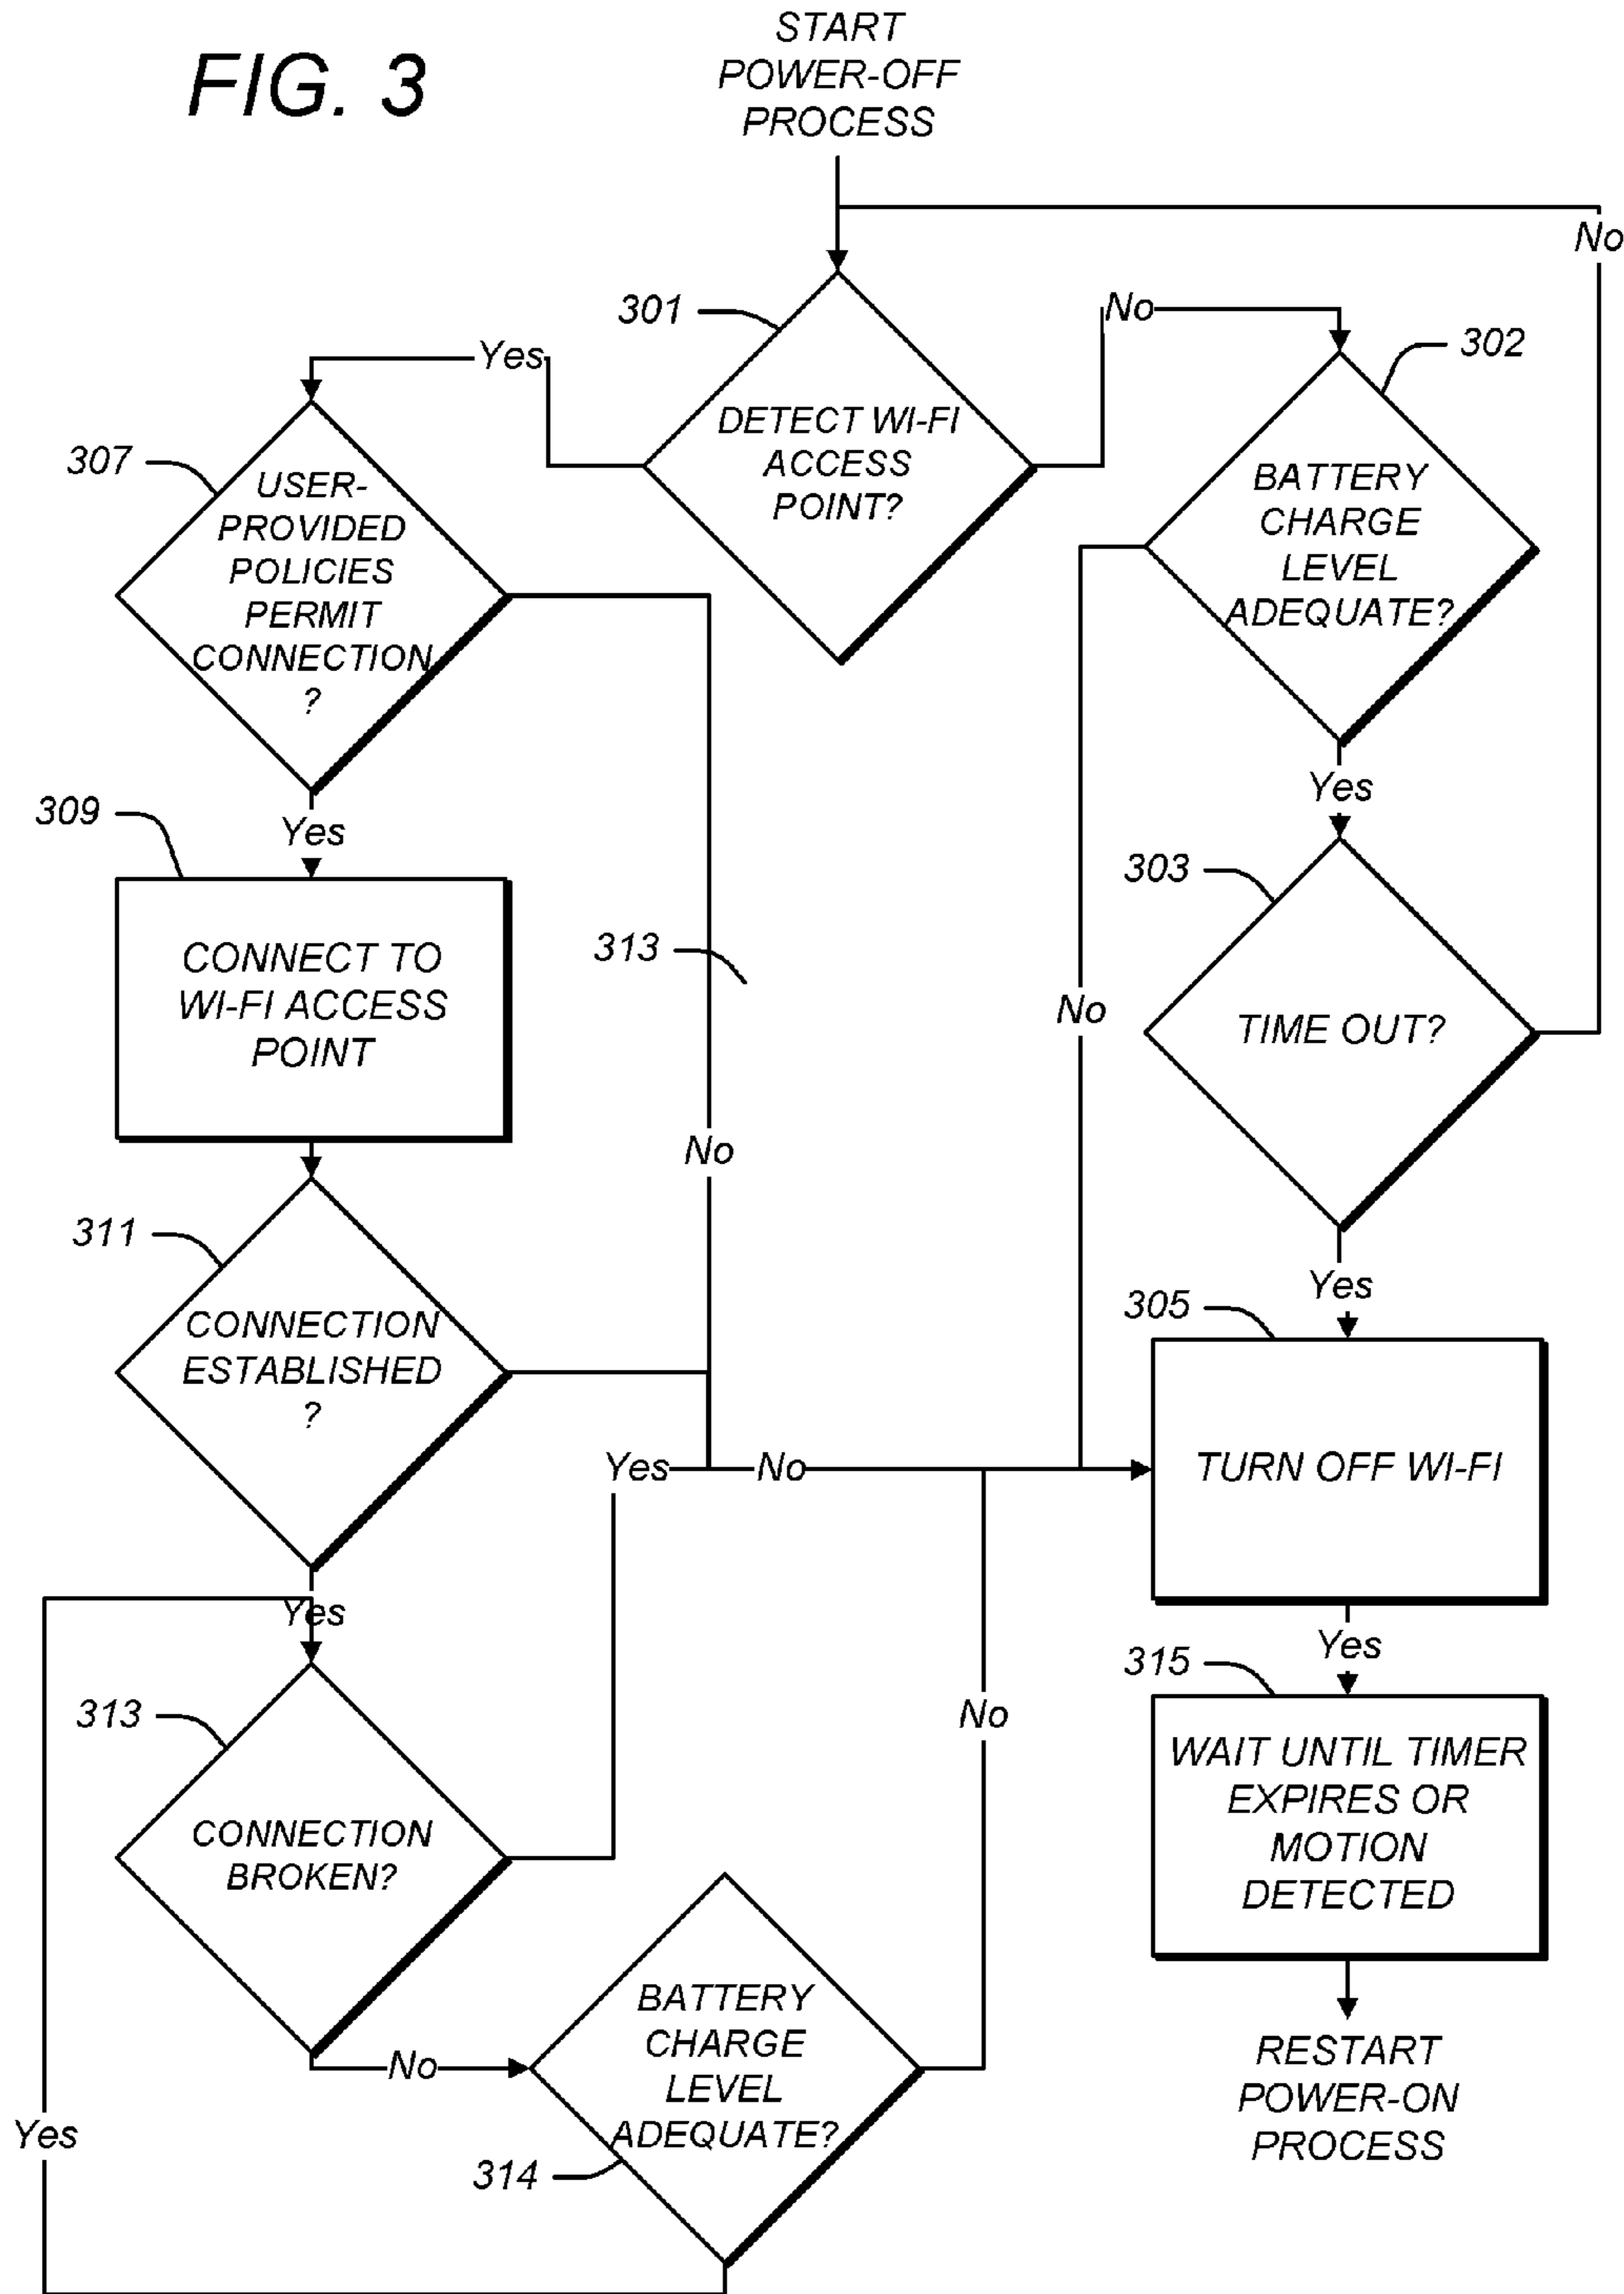 FIG. 3
START
POWER-OFF
PROCESS
No
301
No
302
Yes
DETECT WI-FI
ACCESS
POINT?
307
USER-
PROVIDED
POLICIES
PERMIT
CONNECTION
?
BATTERY
CHARGE
LEVEL
ADEQUATE?
Yes
309
Yes
303
CONNECT TO
WI-FI ACCESS
POINT
313
No
TIME OUT?
No
311
Yes
305
CONNECTION
ESTABLISHED
?
Yes
No
TURN OFF WI-FI
Yes
Yes
313
No
315
CONNECTION
BROKEN?
WAIT UNTIL TIMER
EXPIRES OR
MOTION
DETECTED
No
BATTERY
CHARGE
LEVEL
ADEQUATE?
RESTART
POWER-ON
PROCESS
Yes
314